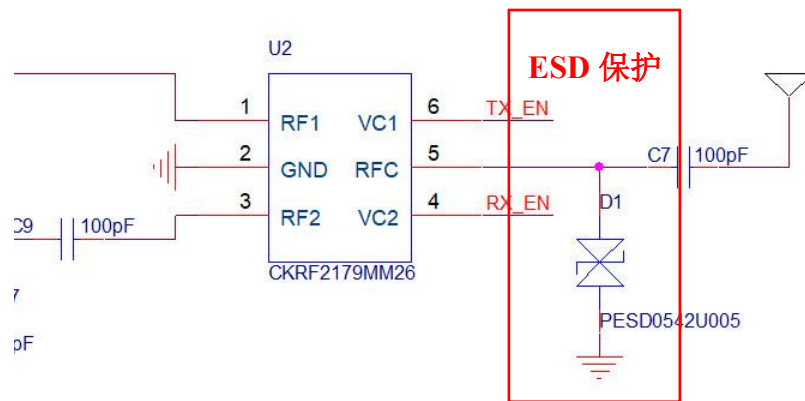 U2
ESD 保护
1 RF1 VC1 6 TX_EN
2 GND RFC 5 C7 100pF
3 RF2 VC2 4 RX_EN D1
C9 100pF
CKRF2179MM26
7
PESD0542U005
pF